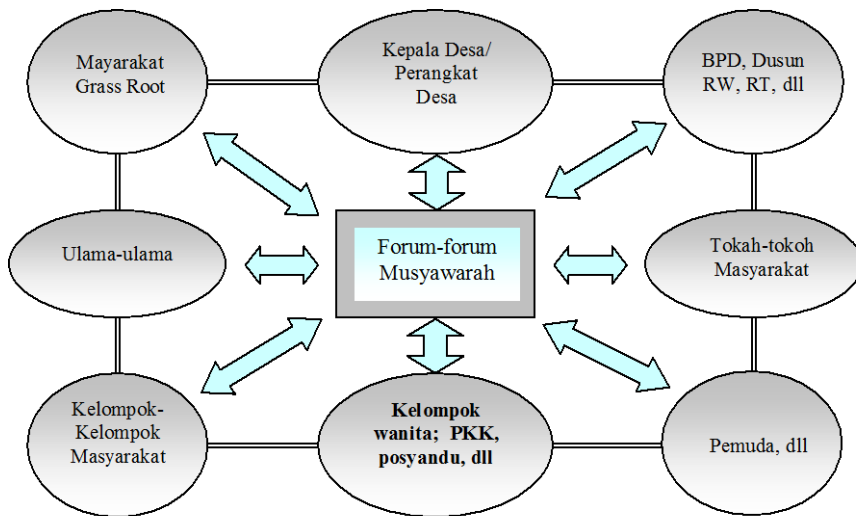 Mayarakat
Grass Root
Kepala Desa/
Perangkat
Desa
BPD, Dusun
RW, RT, dll
Ulama-ulama
Forum-forum
Musyawarah
Tokah-tokoh
Masyarakat
Kelompok-
Kelompok
Masyarakat
Kelompok
wanita; PKK,
posyandu, dll
Pemuda, dll